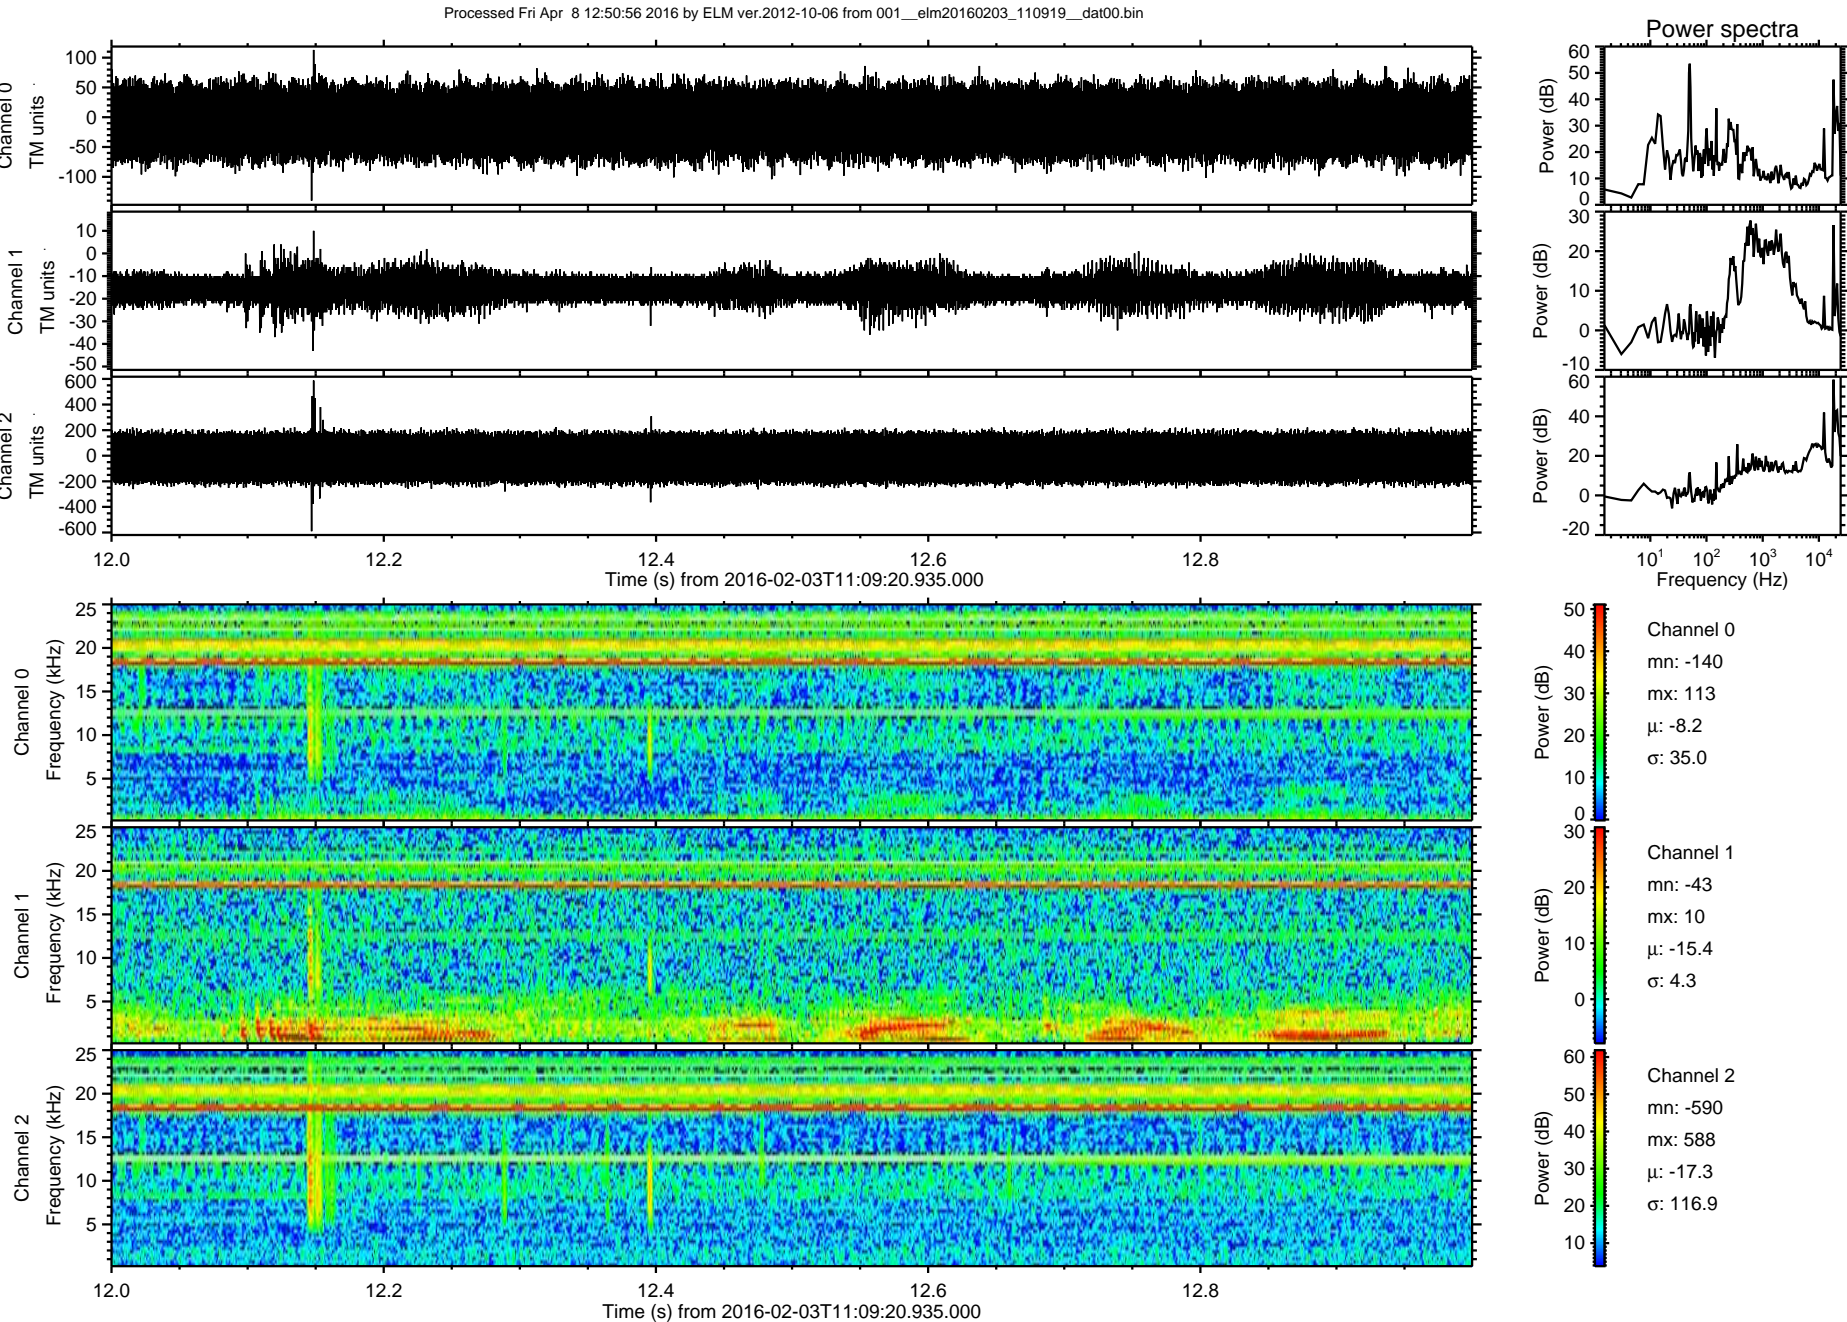 Processed Fri Apr  8 12:50:56 2016 by ELM ver.2012-10-06 from 001__elm20160203_110919__dat00.bin
Power spectra
Channel 0
TM units
100
50
0
-50
-100
Power (dB)
60
50
40
30
20
10
0
Channel 1
TM units
10
0
-10
-20
-30
-40
-50
Power (dB)
30
20
10
0
-10
Channel 2
TM units
600
400
200
0
-200
-400
-600
Power (dB)
60
40
20
0
-20
12.0 12.2 12.4 12.6 12.8
Time (s) from 2016-02-03T11:09:20.935.000
10^1 10^2 10^3 10^4
Frequency (Hz)
Channel 0
Frequency (kHz)
25
20
15
10
5
Power (dB)
50
40
30
20
10
0
Channel 0
mn: -140
mx: 113
μ: -8.2
σ: 35.0
Channel 1
Frequency (kHz)
25
20
15
10
5
Power (dB)
30
20
10
0
Channel 1
mn: -43
mx: 10
μ: -15.4
σ: 4.3
Channel 2
Frequency (kHz)
25
20
15
10
5
Power (dB)
60
50
40
30
20
10
Channel 2
mn: -590
mx: 588
μ: -17.3
σ: 116.9
12.0 12.2 12.4 12.6 12.8
Time (s) from 2016-02-03T11:09:20.935.000